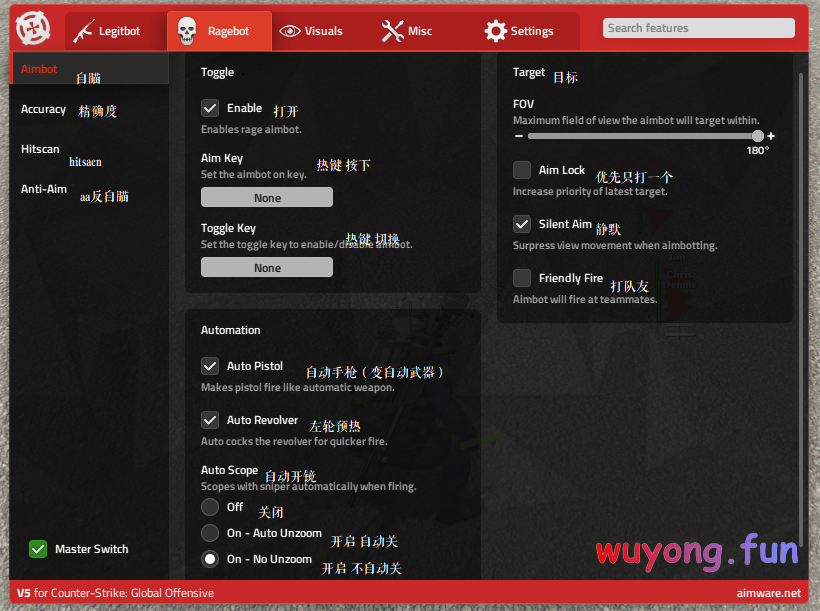 Legitbot
Ragebot
Visuals
Misc
Settings
Search features
Aimbot
自瞄
Accuracy 精确度
Hitscan
hitsacn
Anti-Aim
aa反自瞄
Master Switch
Toggle
Enable 打开
Enables rage aimbot.
Aim Key 热键 按下
Set the aimbot on key.
None
Toggle Key 热键 切换
Set the toggle key to enable/disable aimbot.
None
Automation
Auto Pistol 自动手枪（变自动武器）
Makes pistol fire like automatic weapon.
Auto Revolver 左轮预热
Auto cocks the revolver for quicker fire.
Auto Scope 自动开镜
Scopes with sniper automatically when firing.
Off 关闭
On - Auto Unzoom 开启 自动关
On - No Unzoom 开启 不自动关
Target 目标
FOV
Maximum field of view the aimbot will target within.
180°
Aim Lock 优先只打一个
Increase priority of latest target.
Silent Aim 静默
Surpress view movement when aimbotting.
Friendly Fire 打队友
Aimbot will fire at teammates.
wuyong.fun
V5 for Counter-Strike: Global Offensive
aimware.net